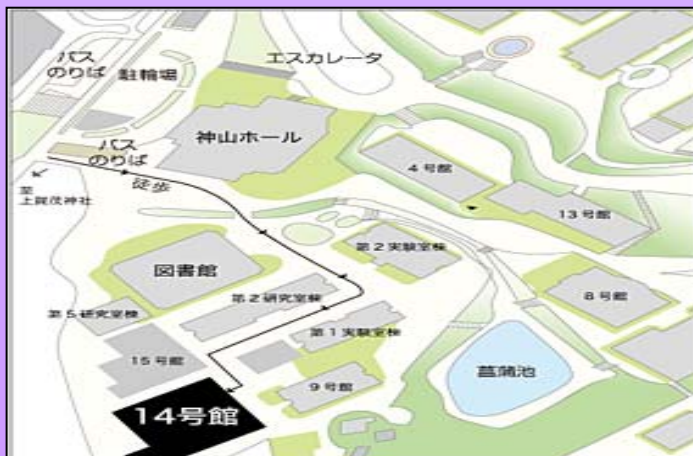 バス
のりば
駐輪場
エスカレータ
バス
のりば
神山ホール
至
上賀茂神社
徒歩
4号館
13号館
図書館
第2実験室棟
第2研究室棟
8号館
第5研究室棟
第1実験室棟
15号館
9号館
菖蒲池
14号館